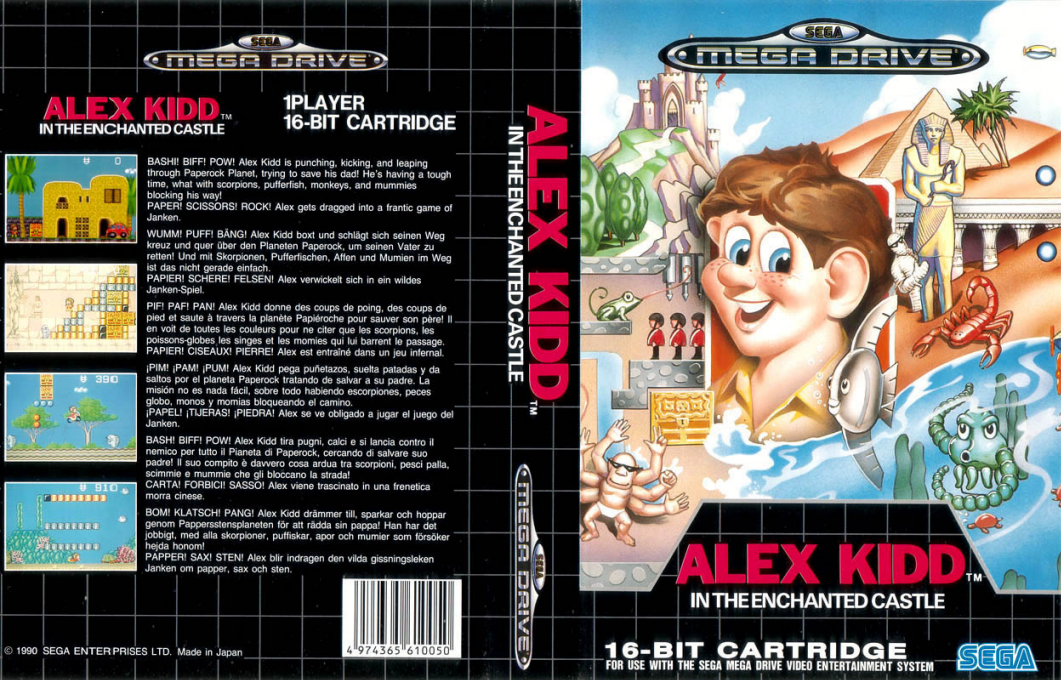 SEGA
MEGA DRIVE
ALEX KIDD™
IN THE ENCHANTED CASTLE
1PLAYER
16-BIT CARTRIDGE
BASHI! BIFF! POW! Alex Kidd is punching, kicking, and leaping
through Paperock Planet, trying to save his dad! He's having a tough
time, what with scorpions, pufferfish, monkeys, and mummies
blocking his way!
PAPER! SCISSORS! ROCK! Alex gets dragged into a frantic game of
Janken.
WUMM! PUFF! BÄNG! Alex Kidd boxt und schlägt sich seinen Weg
kreuz und quer über den Planeten Paperock, um seinen Vater zu
retten! Und mit Skorpionen, Pufferfischen, Affen und Mumien im Weg
ist das nicht gerade einfach.
PAPIER! SCHERE! FELSEN! Alex verwickelt sich in ein wildes
Janken-Spiel.
PIF! PAF! PAN! Alex Kidd donne des coups de poing, des coups de
pied et saute à travers la planète Papiéroche pour sauver son père! Il
en voit de toutes les couleurs pour ne citer que les scorpions, les
poissons-globes les singes et les momies qui lui barrent le passage.
PAPIER! CISEAUX! PIERRE! Alex est entraîné dans un jeu infernal.
¡PIM! ¡PAM! ¡PUM! Alex Kidd pega puñetazos, suelta patadas y da
saltos por el planeta Paperock tratando de salvar a su padre. La
misión no es nada fácil, sobre todo habiendo escorpiones, peces
globo, monos y momias bloqueando el camino.
¡PAPEL! ¡TIJERAS! ¡PIEDRA! Alex se ve obligado a jugar el juego del
Janken.
BASH! BIFF! POW! Alex Kidd tira pugni, calci e si lancia contro il
nemico per tutto il Pianeta di Paperock, cercando di salvare suo
padre! Il suo compito è davvero cosa ardua tra scorpioni, pesci palla,
scimmie e mummie che gli bloccano la strada!
CARTA! FORBICI! SASSO! Alex viene trascinato in una frenetica
morra cinese.
BOM! KLATSCH! PANG! Alex Kidd drämmer till, sparkar och hoppar
genom Pappersstensplaneten för att rädda sin pappa! Han har det
jobbigt, med alla skorpioner, puffiskar, apor och mumier som försöker
hejda honom!
PAPPER! SAX! STEN! Alex blir indragen den vilda gissningsleken
Janken om papper, sax och sten.
0
390
910
4 974365 610050
© 1990 SEGA ENTERPRISES LTD. Made in Japan
ALEX KIDD™
IN THE ENCHANTED CASTLE
SEGA
MEGA DRIVE
SEGA
MEGA DRIVE
ALEX KIDD™
IN THE ENCHANTED CASTLE
16-BIT CARTRIDGE
FOR USE WITH THE SEGA MEGA DRIVE VIDEO ENTERTAINMENT SYSTEM
SEGA